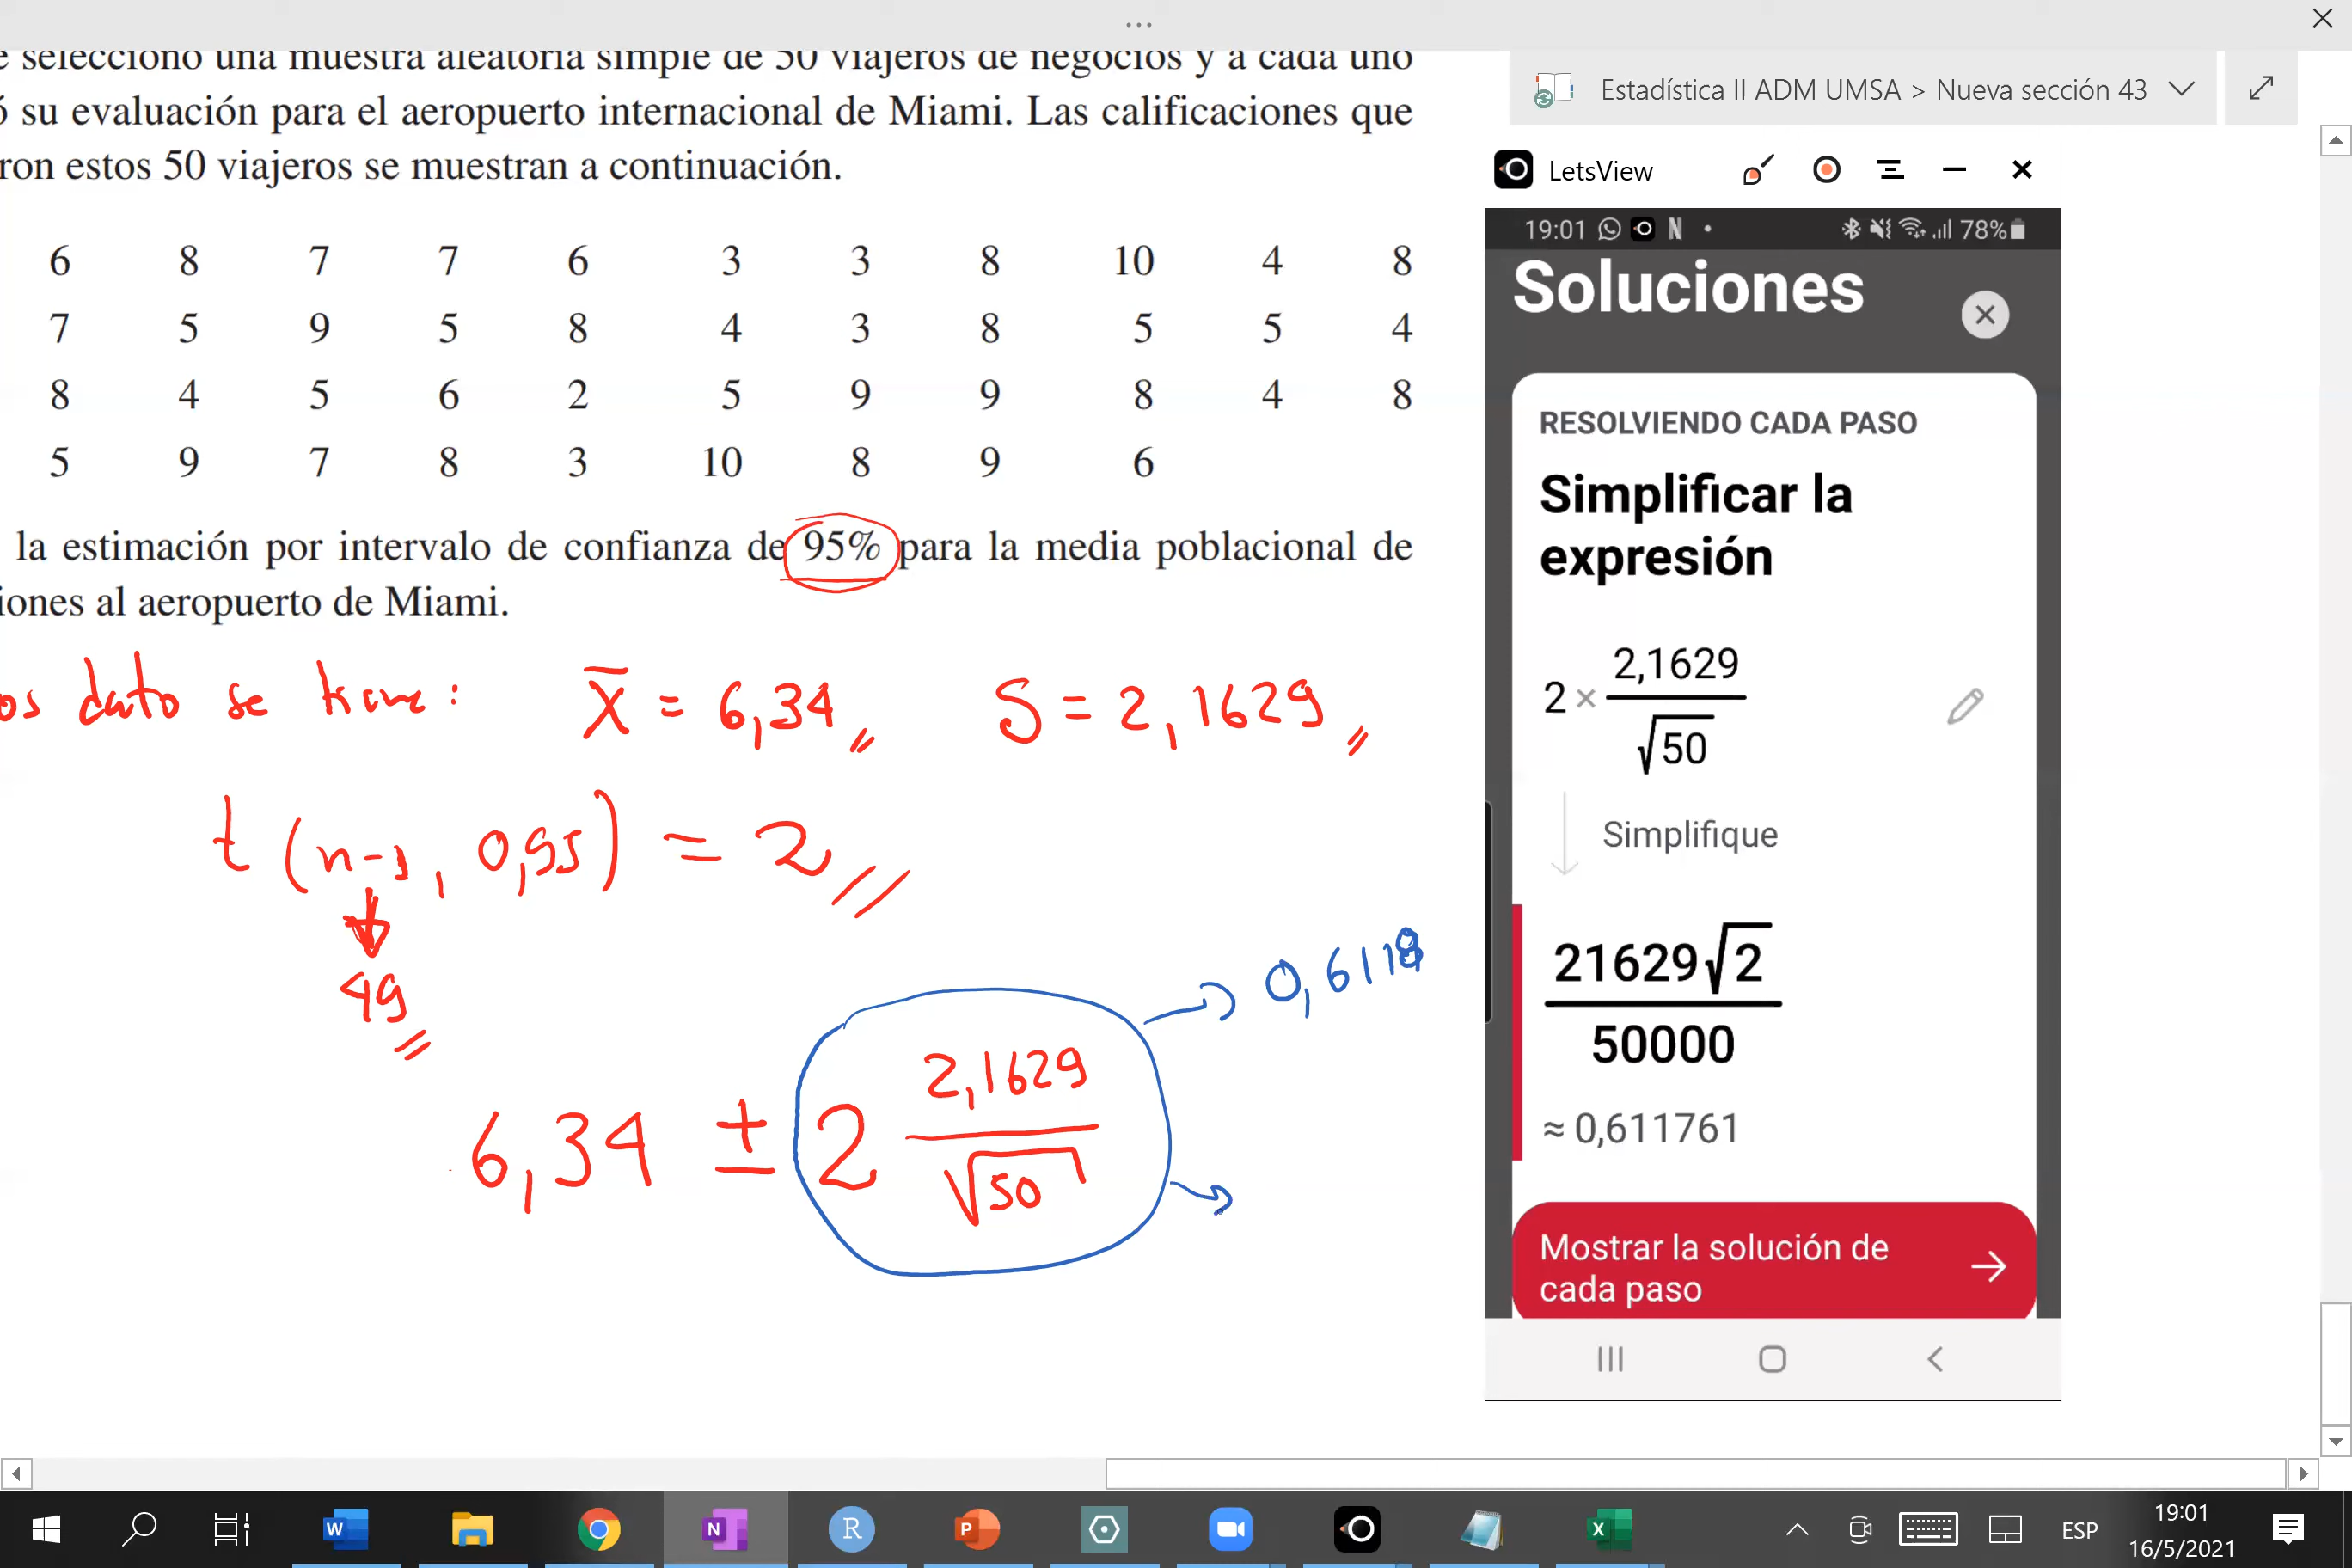 ...
e selecciono una muestra aleatoria simple de 50 viajeros de negocios y a cada uno
ó su evaluación para el aeropuerto internacional de Miami. Las calificaciones que
ron estos 50 viajeros se muestran a continuación.
6 8 7 7 6 3 3 8 10 4 8
7 5 9 5 8 4 3 8 5 5 4
8 4 5 6 2 5 9 9 8 4 8
5 9 7 8 3 10 8 9 6
la estimación por intervalo de confianza de 95% para la media poblacional de
iones al aeropuerto de Miami.
os dato se tiene: X̄ = 6,34 S = 2,1629
t (n-1, 0,95) = 2
49
0,6118
6,34 ± 2 2,1629
√50
Estadística II ADM UMSA > Nueva sección 43
LetsView
19:01 78%
Soluciones
RESOLVIENDO CADA PASO
Simplificar la
expresión
2 × 2,1629
√50
Simplifique
21629√2
50000
≈ 0,611761
Mostrar la solución de
cada paso
ESP
19:01
16/5/2021